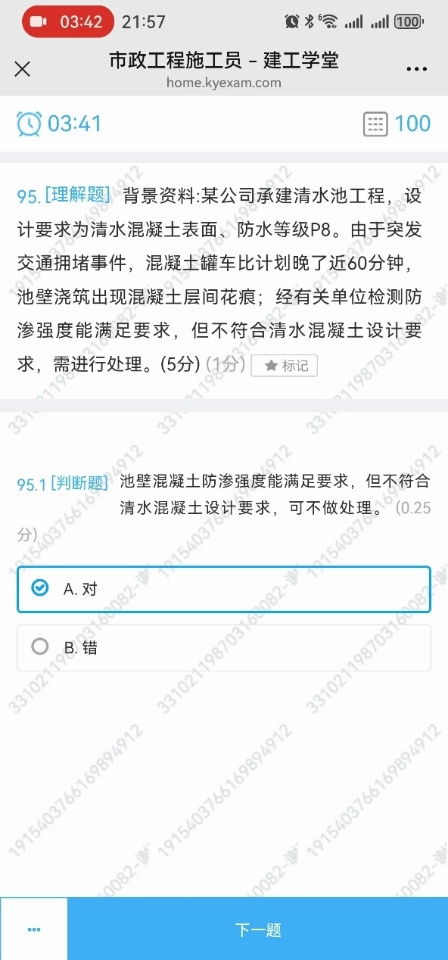 03:42 21:57 6 100
市政工程施工员 - 建工学堂
home.kyexam.com
03:41 100
95. [理解题] 背景资料:某公司承建清水池工程，设
计要求为清水混凝土表面、防水等级P8。由于突发
交通拥堵事件，混凝土罐车比计划晚了近60分钟，
池壁浇筑出现混凝土层间花痕；经有关单位检测防
渗强度能满足要求，但不符合清水混凝土设计要
求，需进行处理。(5分) (1分) ★ 标记
95.1 [判断题] 池壁混凝土防渗强度能满足要求，但不符合
清水混凝土设计要求，可不做处理。 (0.25
分)
A. 对
B. 错
下一题